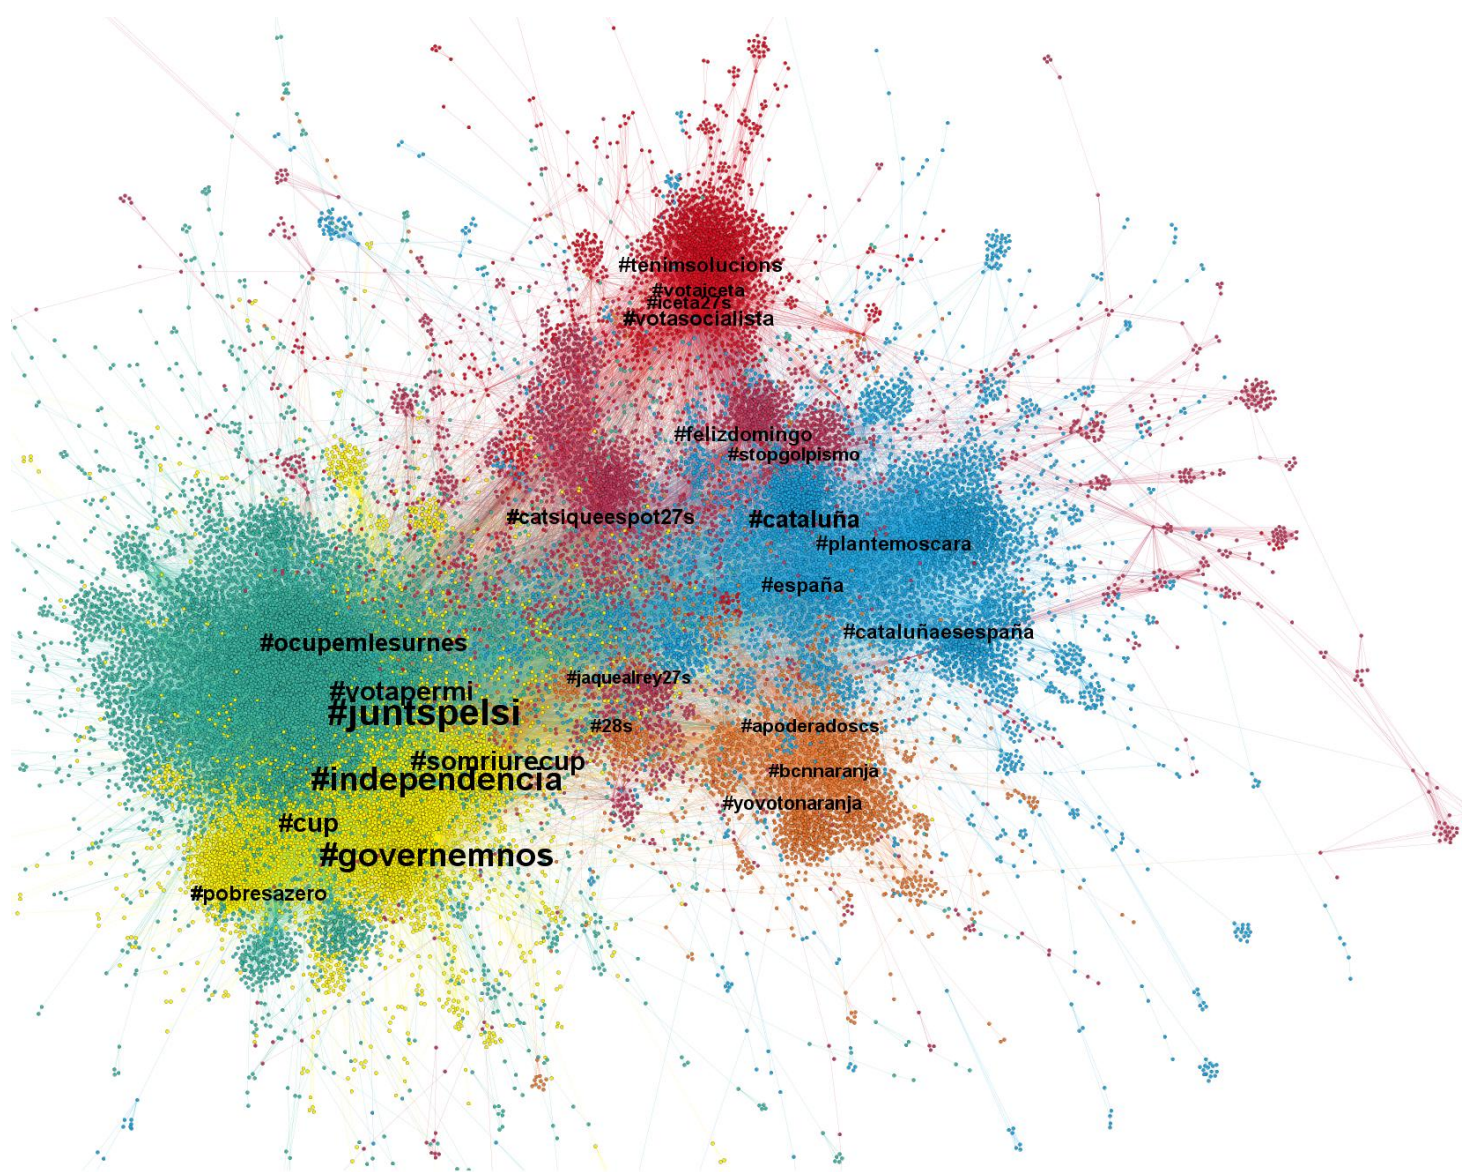 #tenimsolucions
#votaiceta
#iceta27s
#votasocialista
#felizdomingo
#stopgolpismo
#catsiqueespot27s
#cataluña
#plantemoscara
#españa
#cataluñaesespaña
#ocupemlesurnes
#jaquealrey27s
#votapermi
#juntspelsi
#28s
#apoderadoscs
#somriurecup
#independència
#bcnnaranja
#yovotonaranja
#cup
#governemnos
#pobresazero